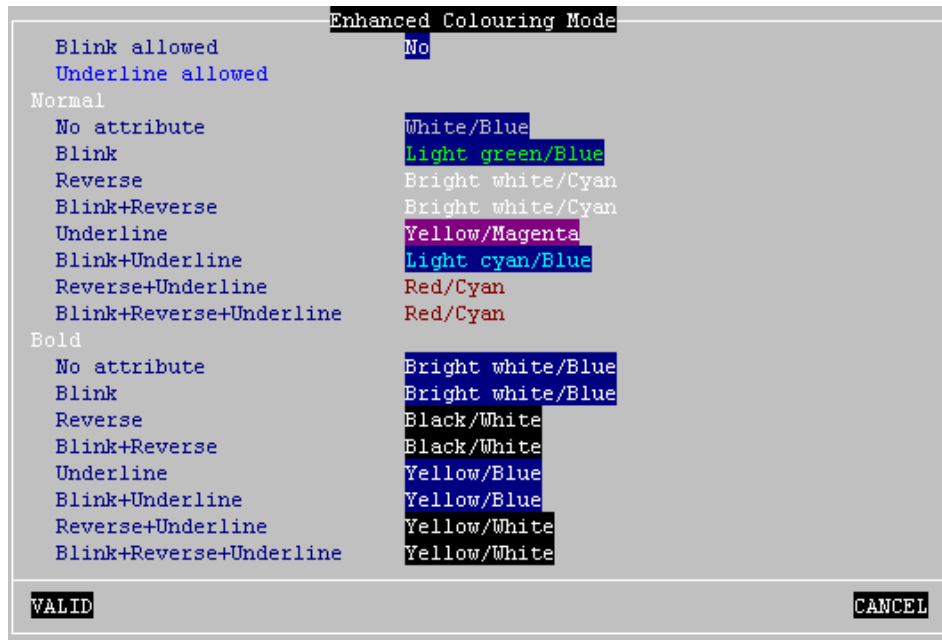 Enhanced Colouring Mode
Blink allowed No
Underline allowed
Normal
No attribute White/Blue
Blink Light green/Blue
Reverse Bright white/Cyan
Blink+Reverse Bright white/Cyan
Underline Yellow/Magenta
Blink+Underline Light cyan/Blue
Reverse+Underline Red/Cyan
Blink+Reverse+Underline Red/Cyan
Bold
No attribute Bright white/Blue
Blink Bright white/Blue
Reverse Black/White
Blink+Reverse Black/White
Underline Yellow/Blue
Blink+Underline Yellow/Blue
Reverse+Underline Yellow/White
Blink+Reverse+Underline Yellow/White
VALID CANCEL